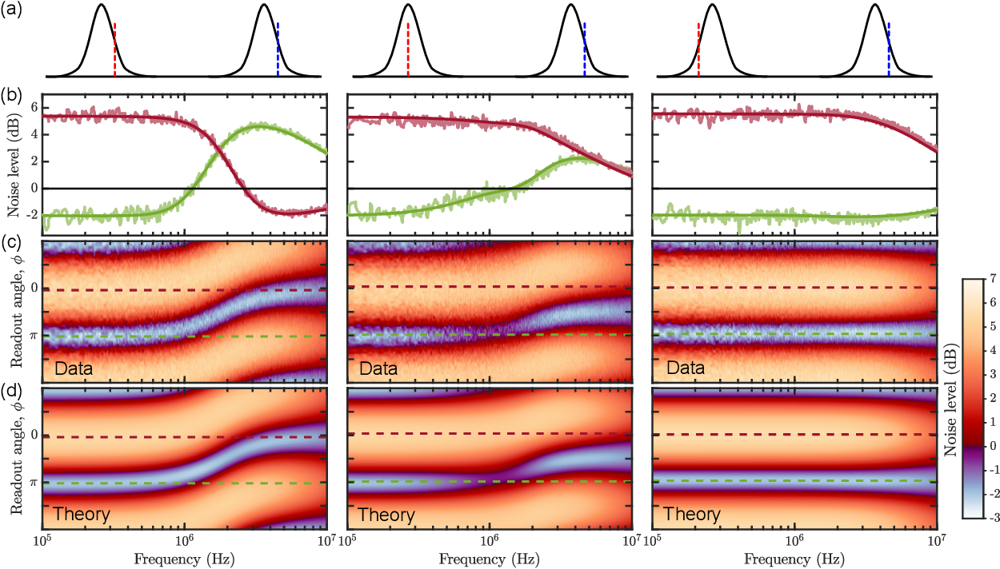 (a)
(b)
Noise level (dB)
6
4
2
0
-2
(c)
Readout angle, ϕ
0
π
Data
Data
Data
(d)
Readout angle, ϕ
0
π
Theory
Theory
Theory
10^5 10^6 10^7
10^5 10^6 10^7
10^5 10^6 10^7
Frequency (Hz)
Frequency (Hz)
Frequency (Hz)
Noise level (dB)
7
6
5
4
3
2
1
0
-1
-2
-3